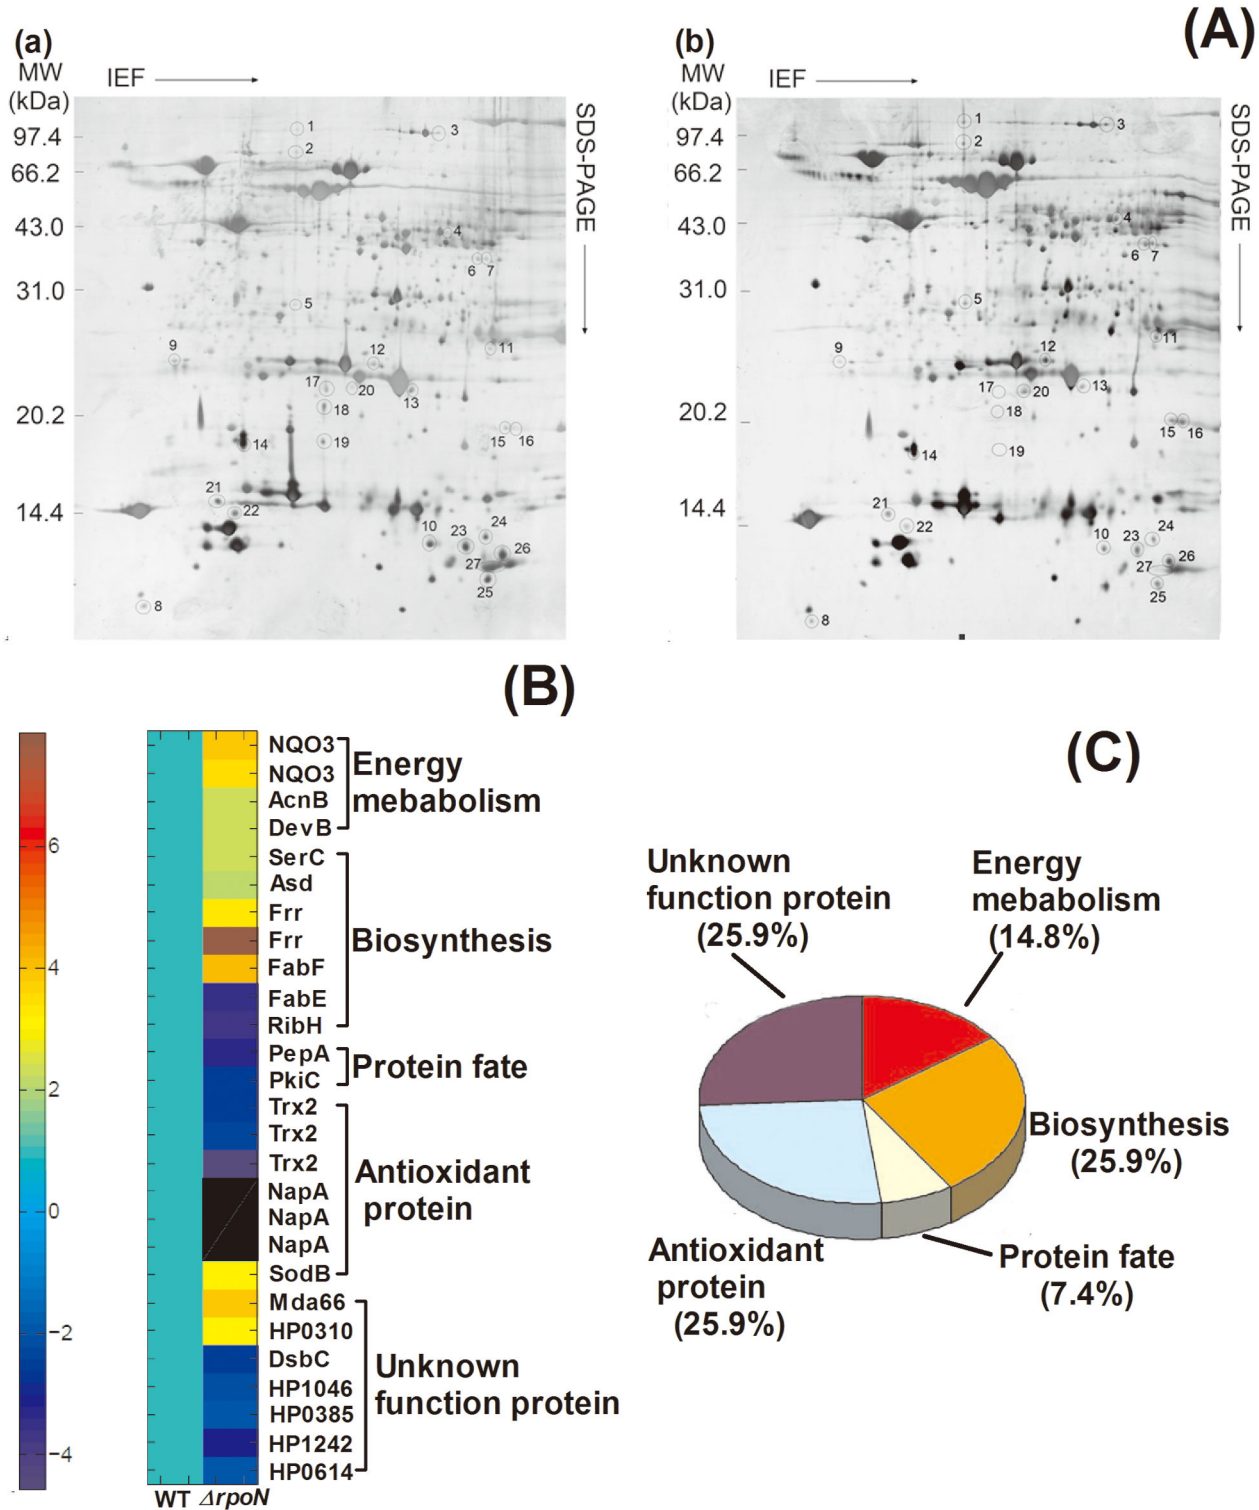 (A)
(a)
MW
(kDa)
IEF
97.4
66.2
43.0
31.0
20.2
14.4
SDS-PAGE
1
2
3
4
6 7
5
9
12
11
17
20
13
18
14
19
15 16
21
22
10 23 24
26
27
25
8
(b)
MW
(kDa)
IEF
97.4
66.2
43.0
31.0
20.2
14.4
SDS-PAGE
1
2
3
4
6 7
5
11
9
12
17
20
13
18
15 16
14
19
21
22
10 23 24
26
27
25
8
(B)
6
4
2
0
−2
−4
NQO3
NQO3
AcnB
DevB
SerC
Asd
Frr
Frr
FabF
FabE
RibH
PepA
PkiC
Trx2
Trx2
Trx2
NapA
NapA
NapA
SodB
Mda66
HP0310
DsbC
HP1046
HP0385
HP1242
HP0614
WT ΔrpoN
Energy
mebabolism
Biosynthesis
Protein fate
Antioxidant
protein
Unknown
function protein
(C)
Unknown
function protein
(25.9%)
Energy
mebabolism
(14.8%)
Biosynthesis
(25.9%)
Protein fate
(7.4%)
Antioxidant
protein
(25.9%)